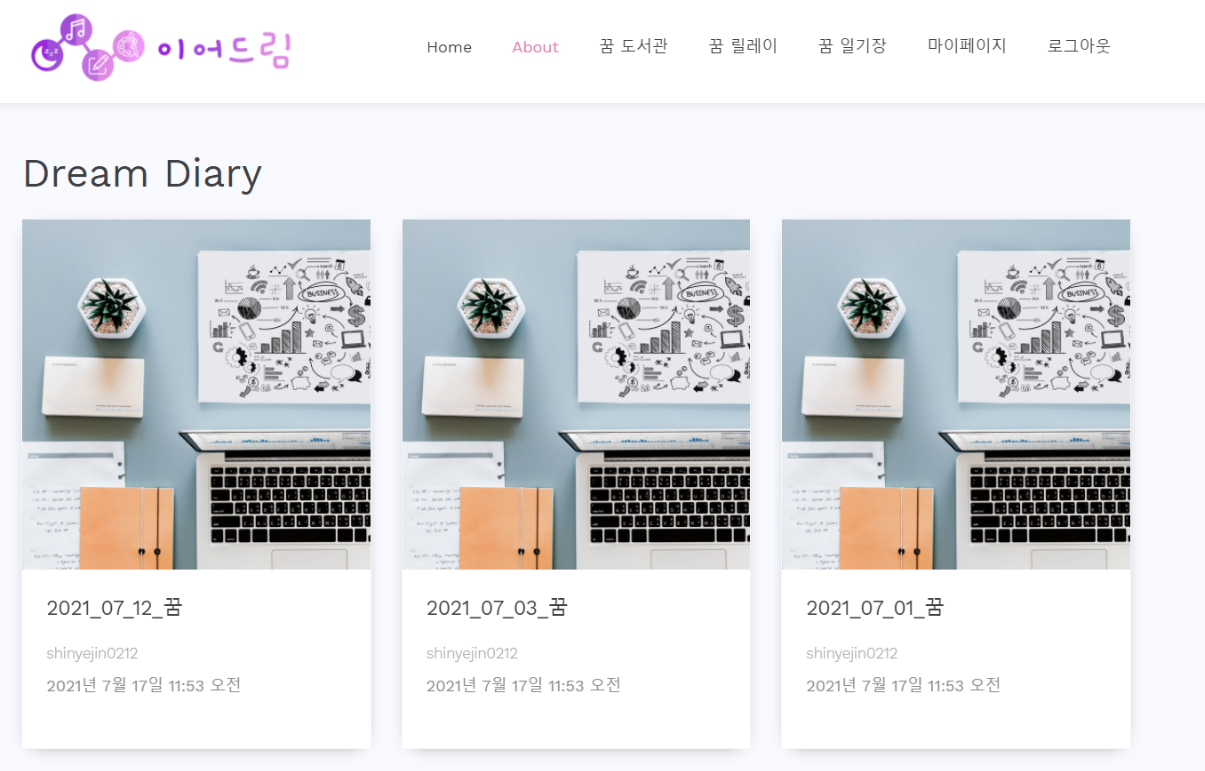 이어드림
Home About 꿈 도서관 꿈 릴레이 꿈 일기장 마이페이지 로그아웃
Dream Diary
BUSINESS BUSINESS BUSINESS
2021_07_12_꿈 2021_07_03_꿈 2021_07_01_꿈
shinyejin0212 shinyejin0212 shinyejin0212
2021년 7월 17일 11:53 오전 2021년 7월 17일 11:53 오전 2021년 7월 17일 11:53 오전